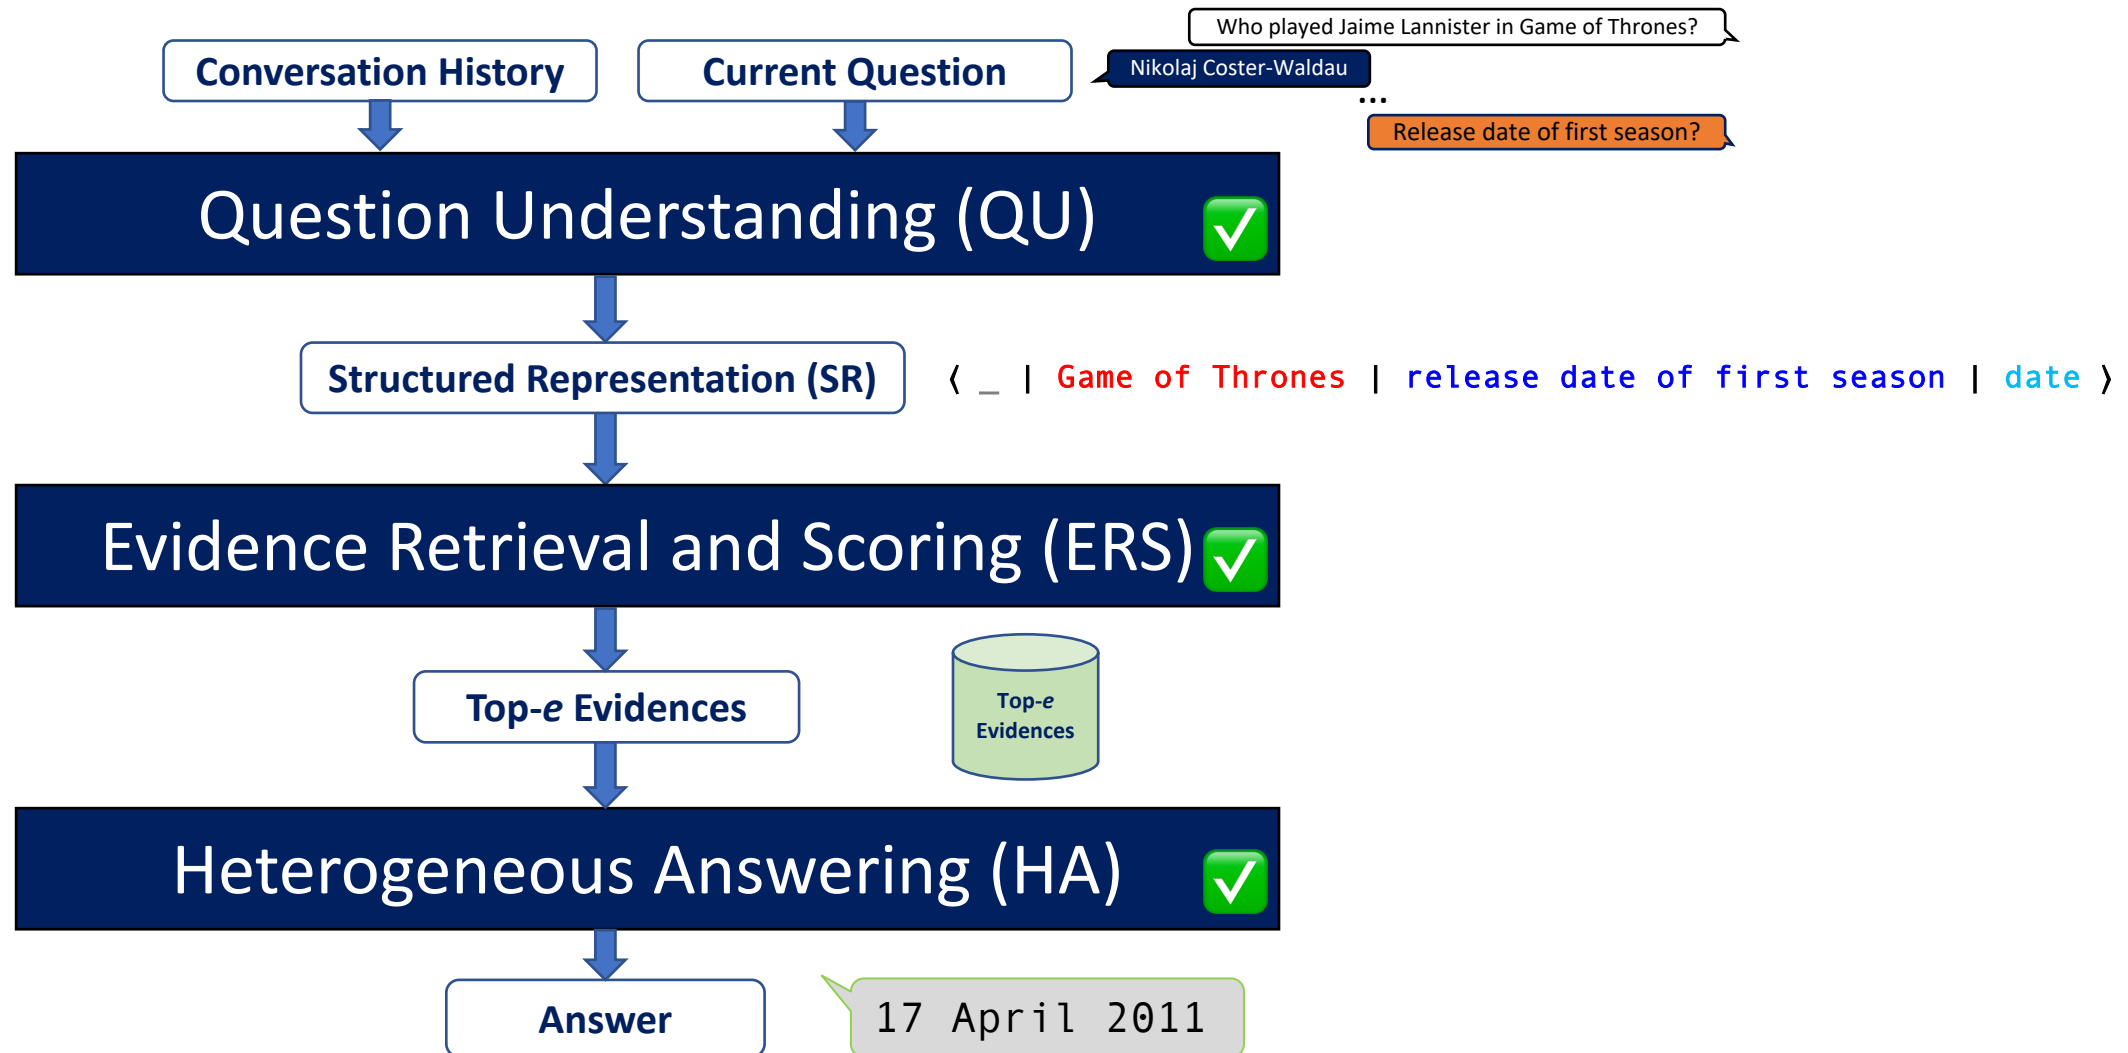 Who played Jaime Lannister in Game of Thrones?
Conversation History
Current Question
Nikolaj Coster-Waldau
...
Release date of first season?
Question Understanding (QU)
Structured Representation (SR)
⟨ _ | Game of Thrones | release date of first season | date ⟩
Evidence Retrieval and Scoring (ERS)
Top-e Evidences
Top-e
Evidences
Heterogeneous Answering (HA)
Answer
17 April 2011